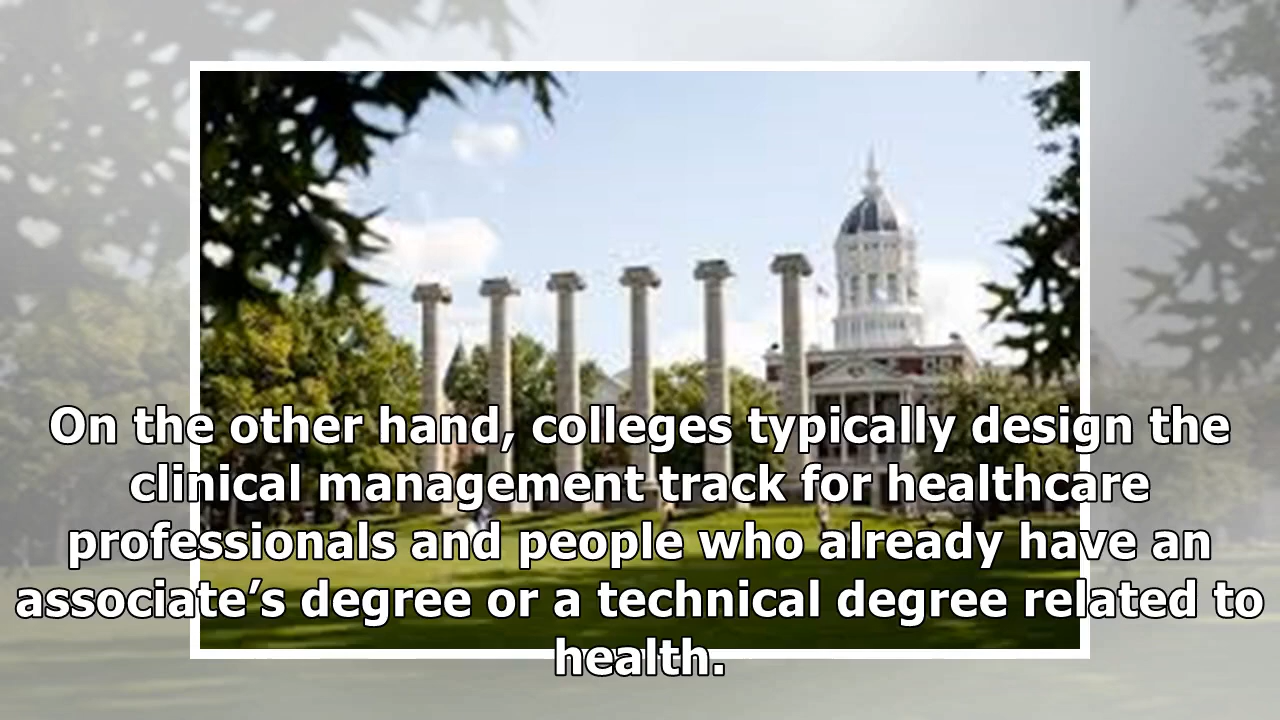 On the other hand, colleges typically design the
clinical management track for healthcare
professionals and people who already have an
associate’s degree or a technical degree related to
health.